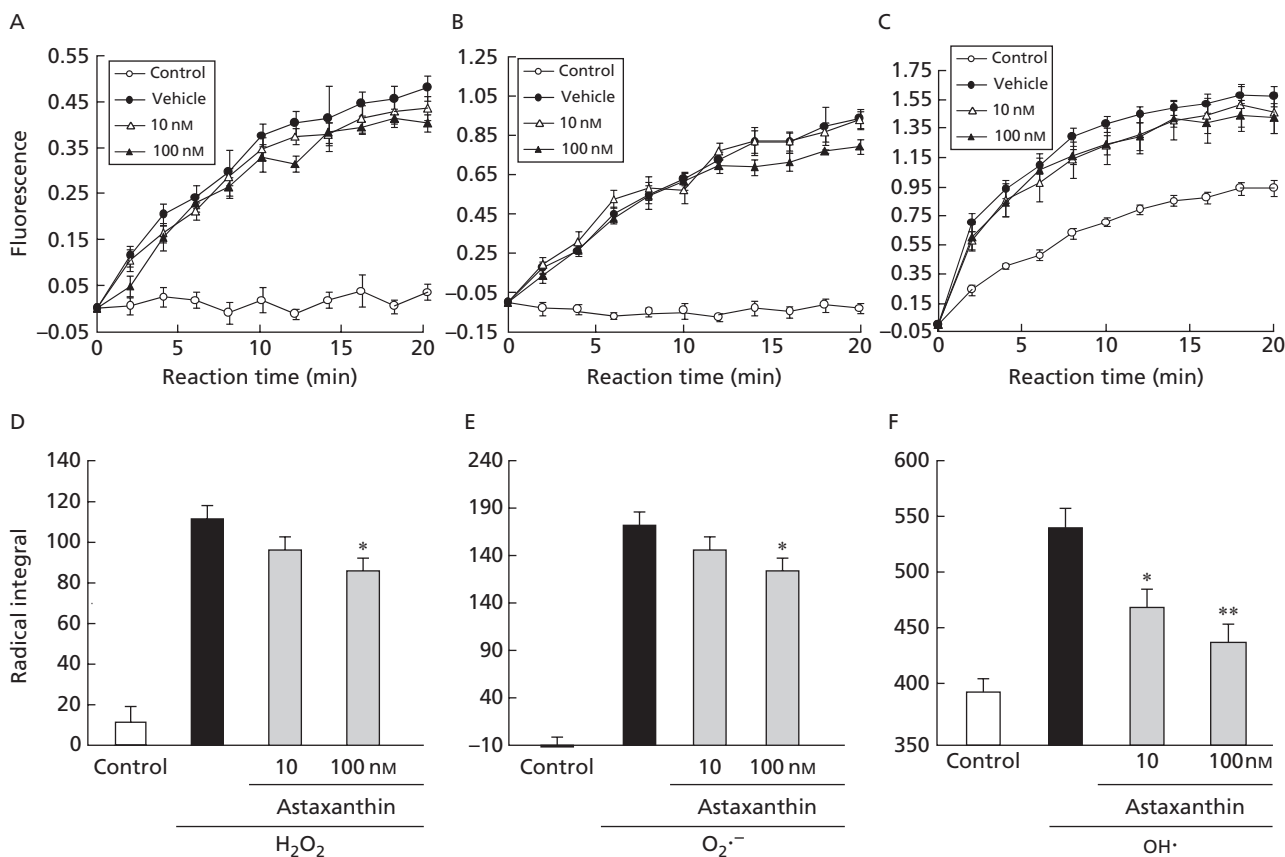 A
0.55
0.45
0.35
0.25
0.15
0.05
−0.05
Fluorescence
Control
Vehicle
10 nM
100 nM
0 5 10 15 20
Reaction time (min)
B
1.25
1.05
0.85
0.65
0.45
0.25
−0.05
−0.15
Control
Vehicle
10 nM
100 nM
0 5 10 15 20
Reaction time (min)
C
1.75
1.55
1.35
1.15
0.95
0.75
0.55
0.35
0.15
−0.05
Control
Vehicle
10 nM
100 nM
0 5 10 15 20
Reaction time (min)
D
140
120
100
80
60
40
20
0
Radical integral
*
Control 10 100 nM
Astaxanthin
H₂O₂
E
240
190
140
140
90
40
−10
*
Control 10 100 nM
Astaxanthin
O₂·⁻
F
600
550
500
450
400
350
*
**
Control 10 100 nM
Astaxanthin
OH·